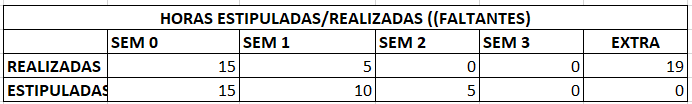 HORAS ESTIPULADAS/REALIZADAS ((FALTANTES)
SEM 0 SEM 1 SEM 2 SEM 3 EXTRA
REALIZADAS 15 5 0 0 19
ESTIPULADAS 15 10 5 0 0